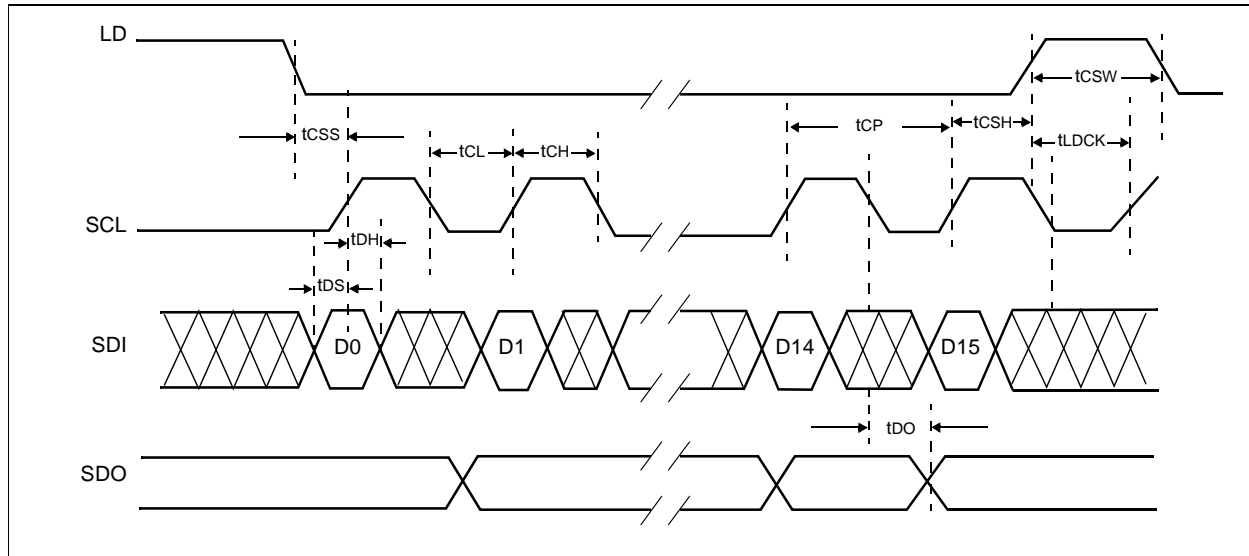 LD
tCSW
tCSS
tCP
tCSH
tCL
tCH
tLDCK
SCL
tDH
tDS
SDI
D0
D1
D14
D15
tDO
SDO